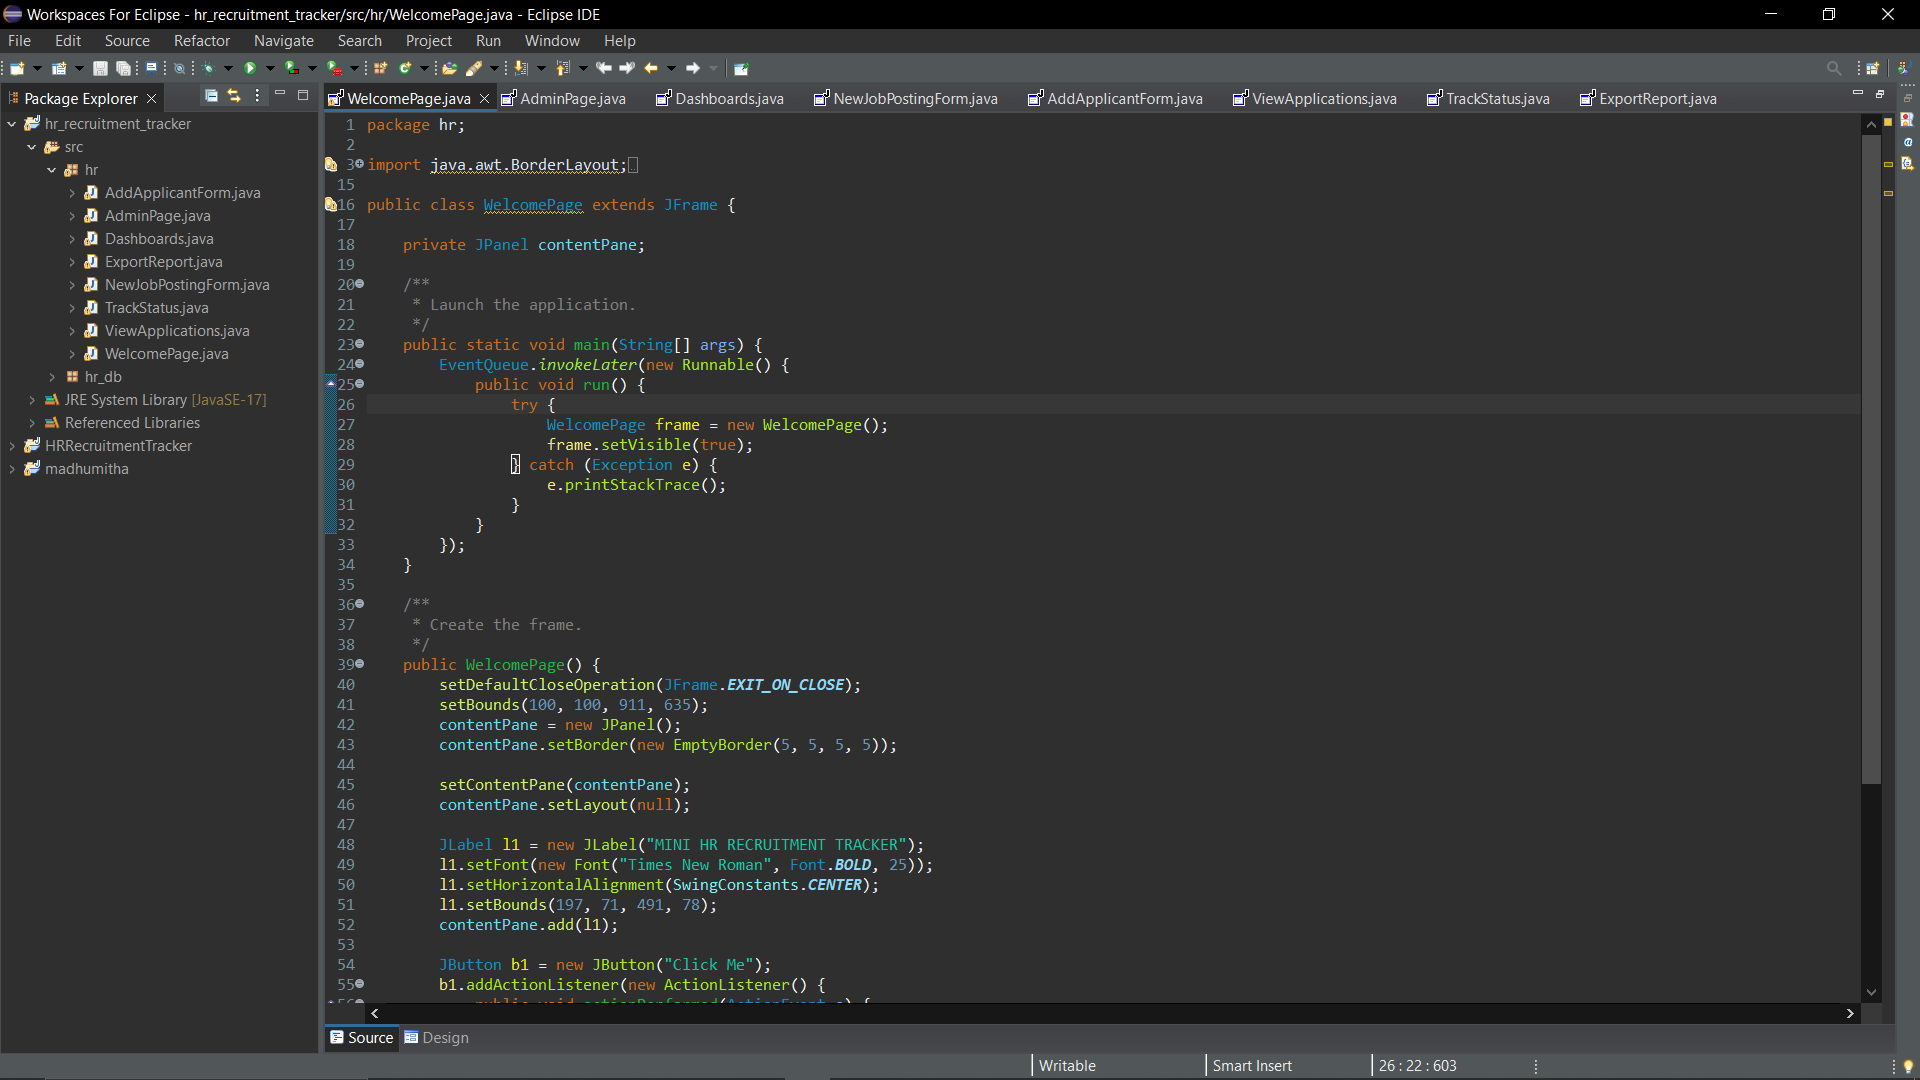 Workspaces For Eclipse - hr_recruitment_tracker/src/hr/WelcomePage.java - Eclipse IDE
File Edit Source Refactor Navigate Search Project Run Window Help
Package Explorer
hr_recruitment_tracker
src
hr
AddApplicantForm.java
AdminPage.java
Dashboards.java
ExportReport.java
NewJobPostingForm.java
TrackStatus.java
ViewApplications.java
WelcomePage.java
hr_db
JRE System Library [JavaSE-17]
Referenced Libraries
HRRecruitmentTracker
madhumitha
WelcomePage.java AdminPage.java Dashboards.java NewJobPostingForm.java AddApplicantForm.java ViewApplications.java TrackStatus.java ExportReport.java
1 package hr;
2
3 import java.awt.BorderLayout;
15
16 public class WelcomePage extends JFrame {
17
18     private JPanel contentPane;
19
20     /**
21      * Launch the application.
22      */
23     public static void main(String[] args) {
24         EventQueue.invokeLater(new Runnable() {
25             public void run() {
26                 try {
27                     WelcomePage frame = new WelcomePage();
28                     frame.setVisible(true);
29                 } catch (Exception e) {
30                     e.printStackTrace();
31                 }
32             }
33         });
34     }
35
36     /**
37      * Create the frame.
38      */
39     public WelcomePage() {
40         setDefaultCloseOperation(JFrame.EXIT_ON_CLOSE);
41         setBounds(100, 100, 911, 635);
42         contentPane = new JPanel();
43         contentPane.setBorder(new EmptyBorder(5, 5, 5, 5));
44
45         setContentPane(contentPane);
46         contentPane.setLayout(null);
47
48         JLabel l1 = new JLabel("MINI HR RECRUITMENT TRACKER");
49         l1.setFont(new Font("Times New Roman", Font.BOLD, 25));
50         l1.setHorizontalAlignment(SwingConstants.CENTER);
51         l1.setBounds(197, 71, 491, 78);
52         contentPane.add(l1);
53
54         JButton b1 = new JButton("Click Me");
55         b1.addActionListener(new ActionListener() {
56             public void actionPerformed(ActionEvent e) {
Source Design
Writable Smart Insert 26 : 22 : 603